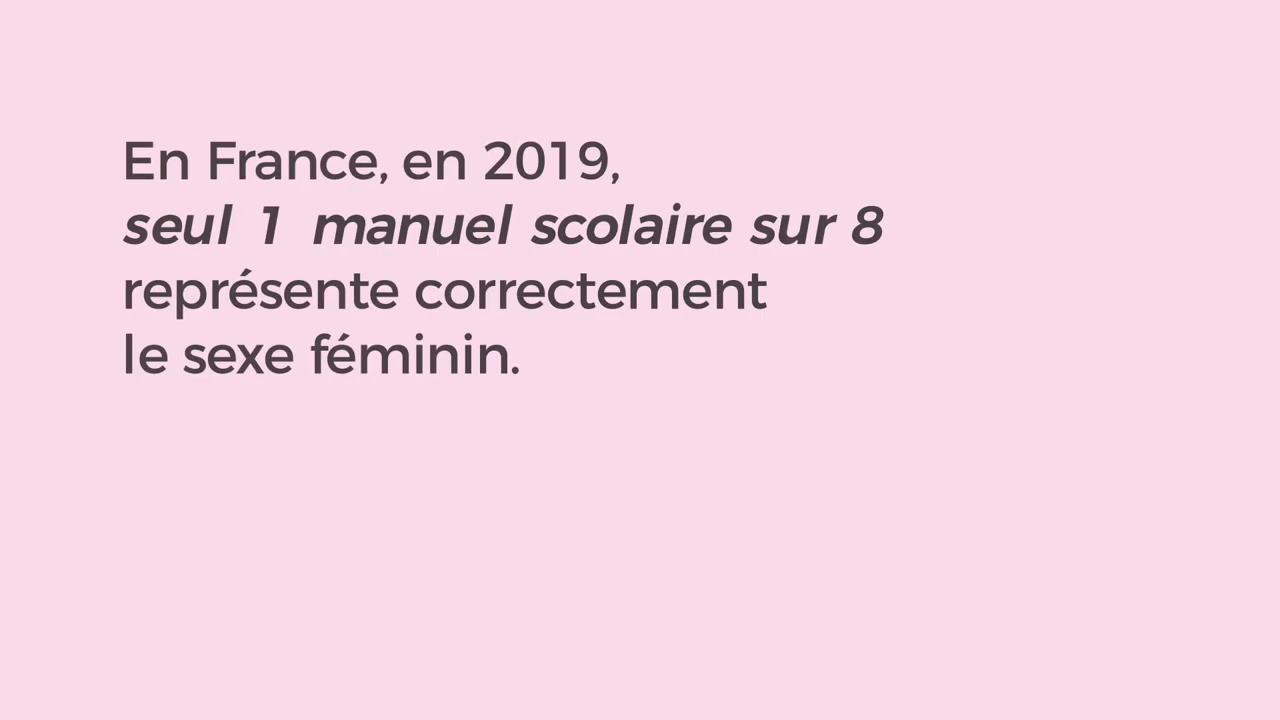 En France, en 2019,
seul 1 manuel scolaire sur 8
représente correctement
le sexe féminin.